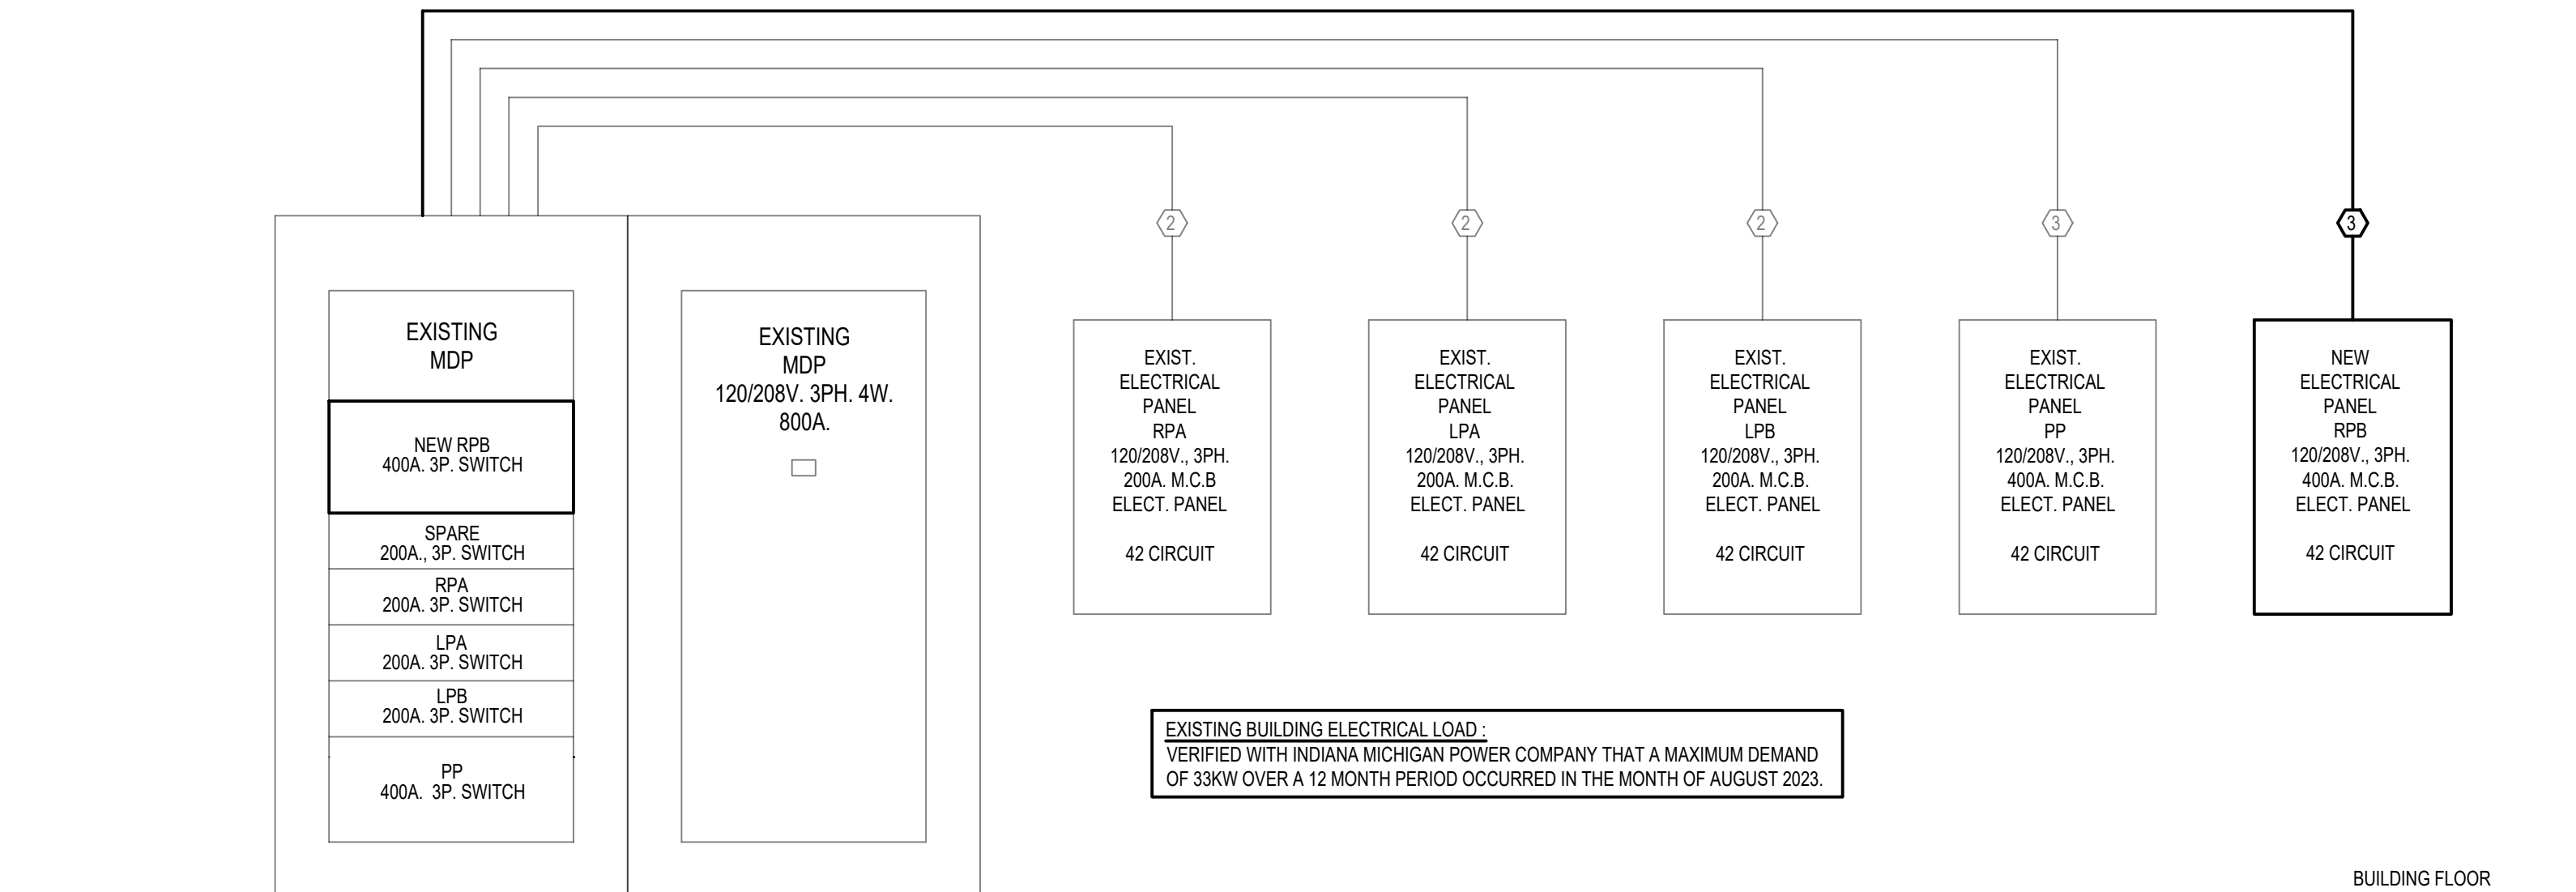 2
2
2
3
3
EXISTING
MDP
NEW RPB
400A. 3P. SWITCH
SPARE
200A., 3P. SWITCH
RPA
200A. 3P. SWITCH
LPA
200A. 3P. SWITCH
LPB
200A. 3P. SWITCH
PP
400A.  3P. SWITCH
EXISTING
MDP
120/208V. 3PH. 4W.
800A.
EXIST.
ELECTRICAL
PANEL
RPA
120/208V., 3PH.
200A. M.C.B
ELECT. PANEL
42 CIRCUIT
EXIST.
ELECTRICAL
PANEL
LPA
120/208V., 3PH.
200A. M.C.B.
ELECT. PANEL
42 CIRCUIT
EXIST.
ELECTRICAL
PANEL
LPB
120/208V., 3PH.
200A. M.C.B.
ELECT. PANEL
42 CIRCUIT
EXIST.
ELECTRICAL
PANEL
PP
120/208V., 3PH.
400A. M.C.B.
ELECT. PANEL
42 CIRCUIT
NEW
ELECTRICAL
PANEL
RPB
120/208V., 3PH.
400A. M.C.B.
ELECT. PANEL
42 CIRCUIT
EXISTING BUILDING ELECTRICAL LOAD :
VERIFIED WITH INDIANA MICHIGAN POWER COMPANY THAT A MAXIMUM DEMAND
OF 33KW OVER A 12 MONTH PERIOD OCCURRED IN THE MONTH OF AUGUST 2023.
BUILDING FLOOR